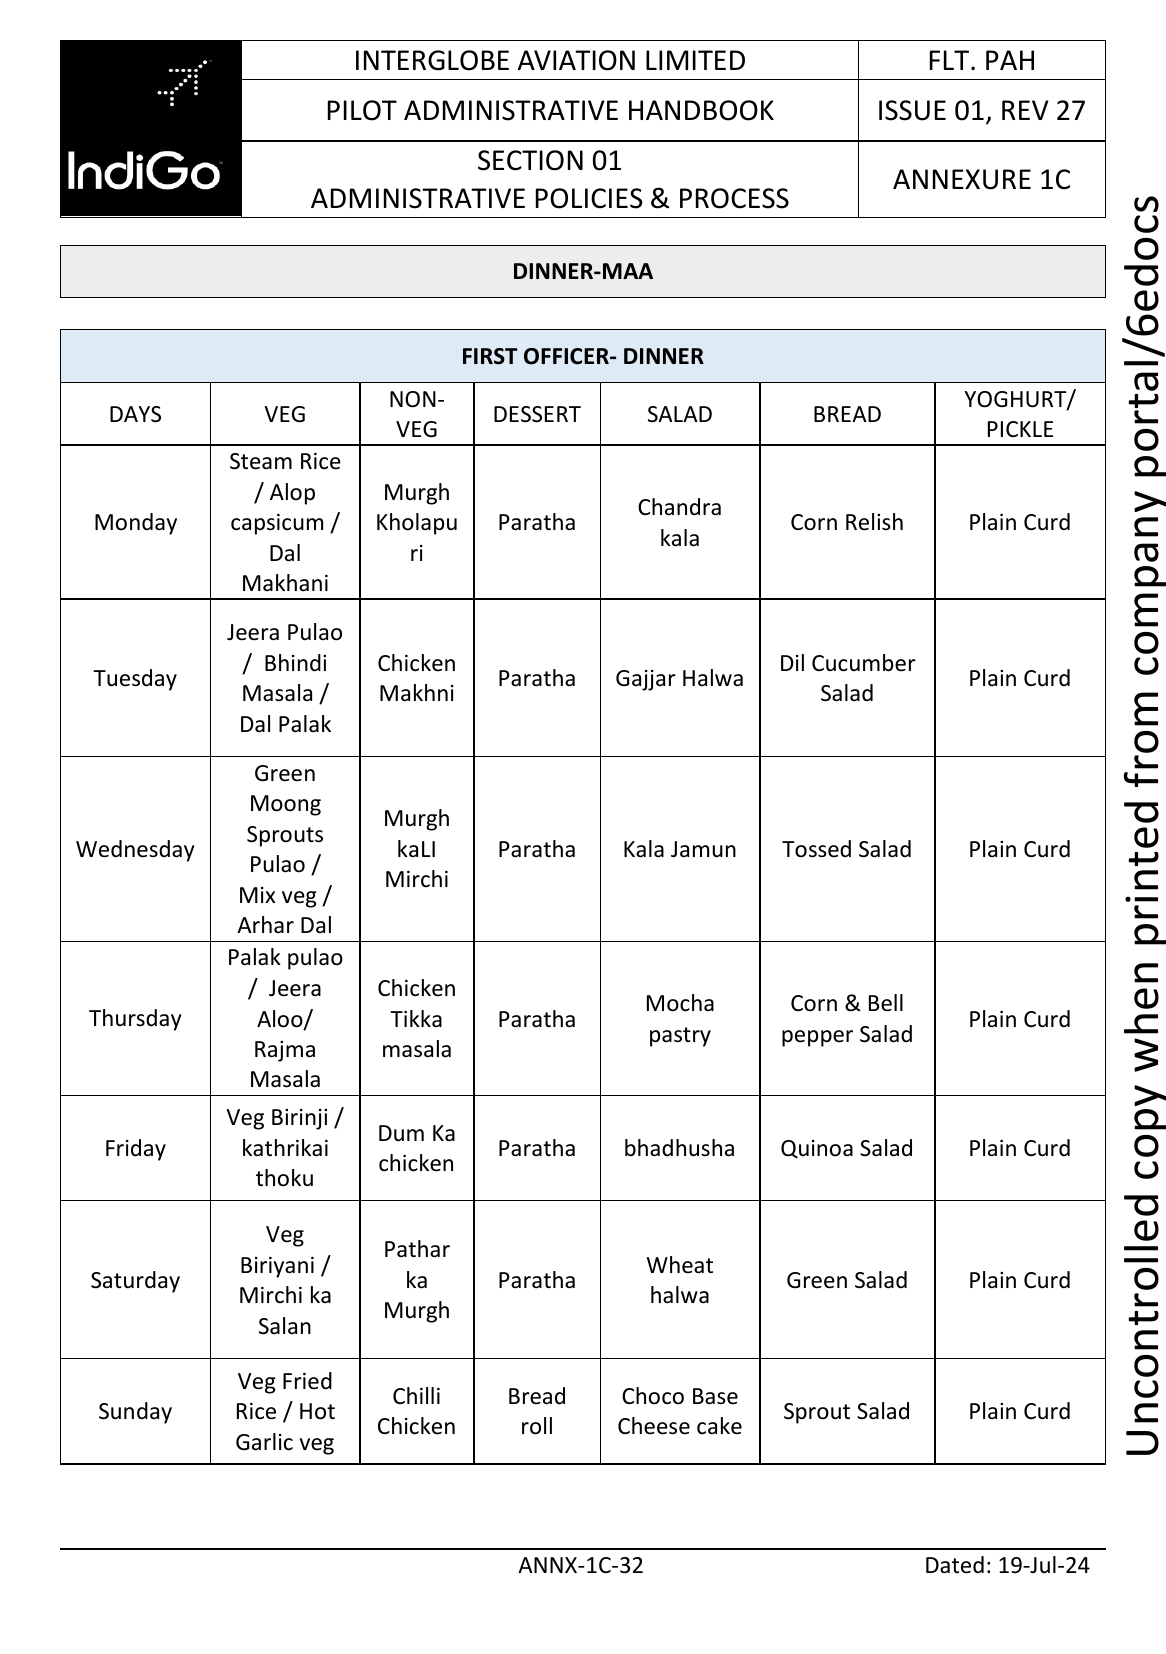 IndiGo
INTERGLOBE AVIATION LIMITED
FLT. PAH
PILOT ADMINISTRATIVE HANDBOOK
ISSUE 01, REV 27
SECTION 01
ADMINISTRATIVE POLICIES & PROCESS
ANNEXURE 1C
DINNER-MAA
FIRST OFFICER- DINNER
DAYS
VEG
NON-
VEG
DESSERT
SALAD
BREAD
YOGHURT/
PICKLE
Monday
Steam Rice
/ Alop
capsicum /
Dal
Makhani
Murgh
Kholapu
ri
Paratha
Chandra
kala
Corn Relish
Plain Curd
Tuesday
Jeera Pulao
/ Bhindi
Masala /
Dal Palak
Chicken
Makhni
Paratha
Gajjar Halwa
Dil Cucumber
Salad
Plain Curd
Wednesday
Green
Moong
Sprouts
Pulao /
Mix veg /
Arhar Dal
Murgh
kaLI
Mirchi
Paratha
Kala Jamun
Tossed Salad
Plain Curd
Thursday
Palak pulao
/ Jeera
Aloo/
Rajma
Masala
Chicken
Tikka
masala
Paratha
Mocha
pastry
Corn & Bell
pepper Salad
Plain Curd
Friday
Veg Birinji /
kathrikai
thoku
Dum Ka
chicken
Paratha
bhadhusha
Quinoa Salad
Plain Curd
Saturday
Veg
Biriyani /
Mirchi ka
Salan
Pathar
ka
Murgh
Paratha
Wheat
halwa
Green Salad
Plain Curd
Sunday
Veg Fried
Rice / Hot
Garlic veg
Chilli
Chicken
Bread
roll
Choco Base
Cheese cake
Sprout Salad
Plain Curd
ANNX-1C-32
Dated: 19-Jul-24
Uncontrolled copy when printed from company portal/6edocs